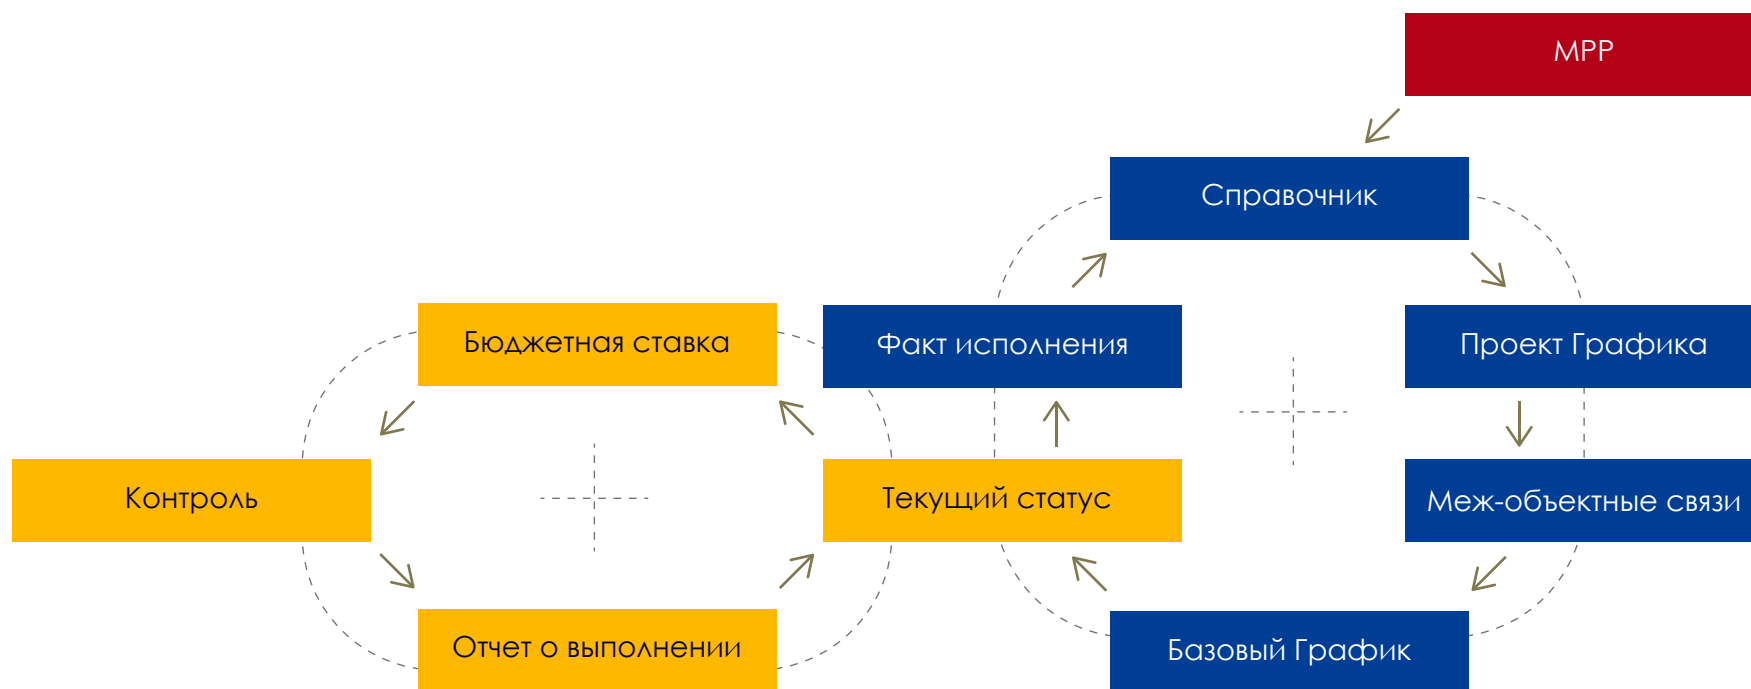 МРР
Справочник
Бюджетная ставка
Факт исполнения
Проект Графика
Контроль
Текущий статус
Меж-объектные связи
Отчет о выполнении
Базовый График